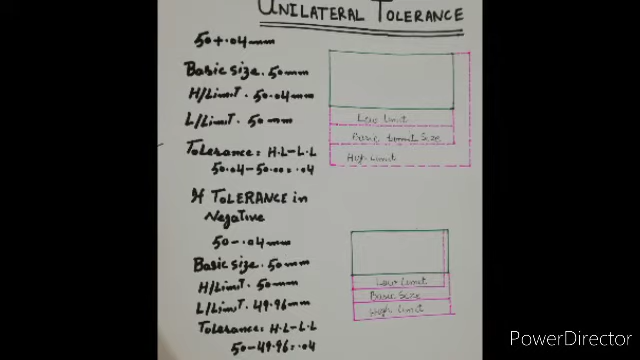 UNILATERAL TOLERANCE
50+.04mm
Basic size. 50mm
H/Limit. 50.04mm
L/Limit. 50mm
Tolerance= H.L-L.L
50.04-50.00=.04
Low Limit
Basic Limit Size
High Limit
If TOLERANCE in
Negative
50-.04mm
Basic size. 50mm
H/Limit. 50mm
L/Limit. 49.96mm
Tolerance: H.L-L.L
50-49.96=.04
Low Limit
Basic Size
High Limit
PowerDirector